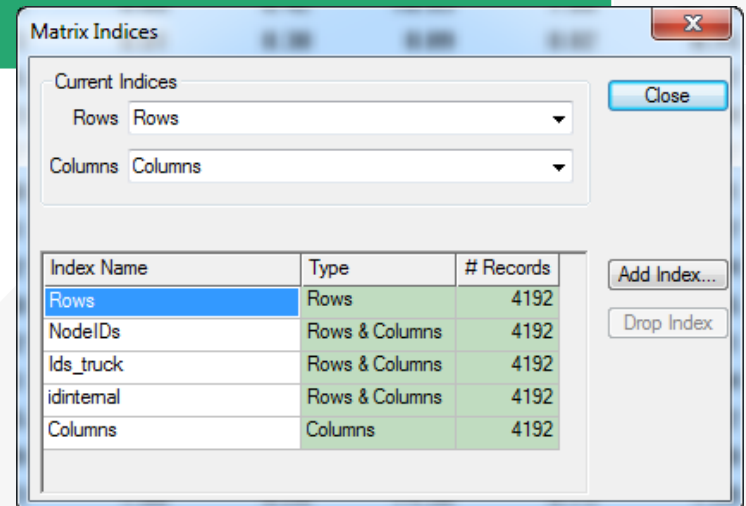 Matrix Indices
Current Indices
Close
Rows Rows
Columns Columns
Index Name Type # Records
Add Index...
Rows Rows 4192
NodeIDs Rows & Columns 4192
Drop Index
Ids_truck Rows & Columns 4192
idinternal Rows & Columns 4192
Columns Columns 4192